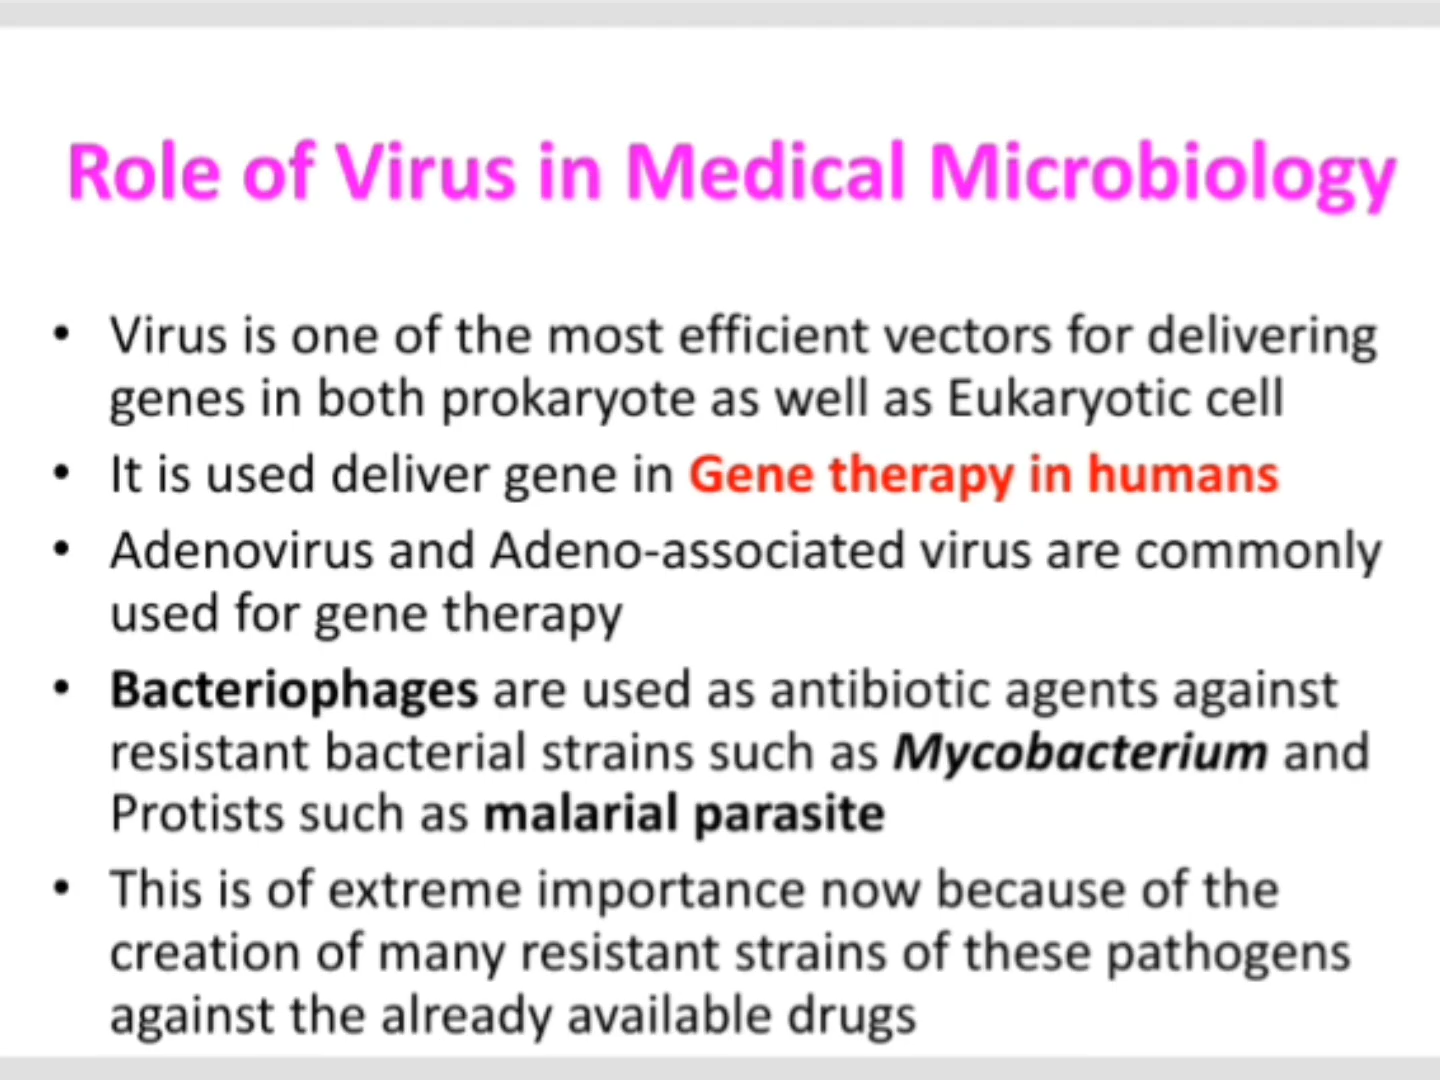 Role of Virus in Medical Microbiology
• Virus is one of the most efficient vectors for delivering
genes in both prokaryote as well as Eukaryotic cell
• It is used deliver gene in Gene therapy in humans
• Adenovirus and Adeno-associated virus are commonly
used for gene therapy
• Bacteriophages are used as antibiotic agents against
resistant bacterial strains such as Mycobacterium and
Protists such as malarial parasite
• This is of extreme importance now because of the
creation of many resistant strains of these pathogens
against the already available drugs